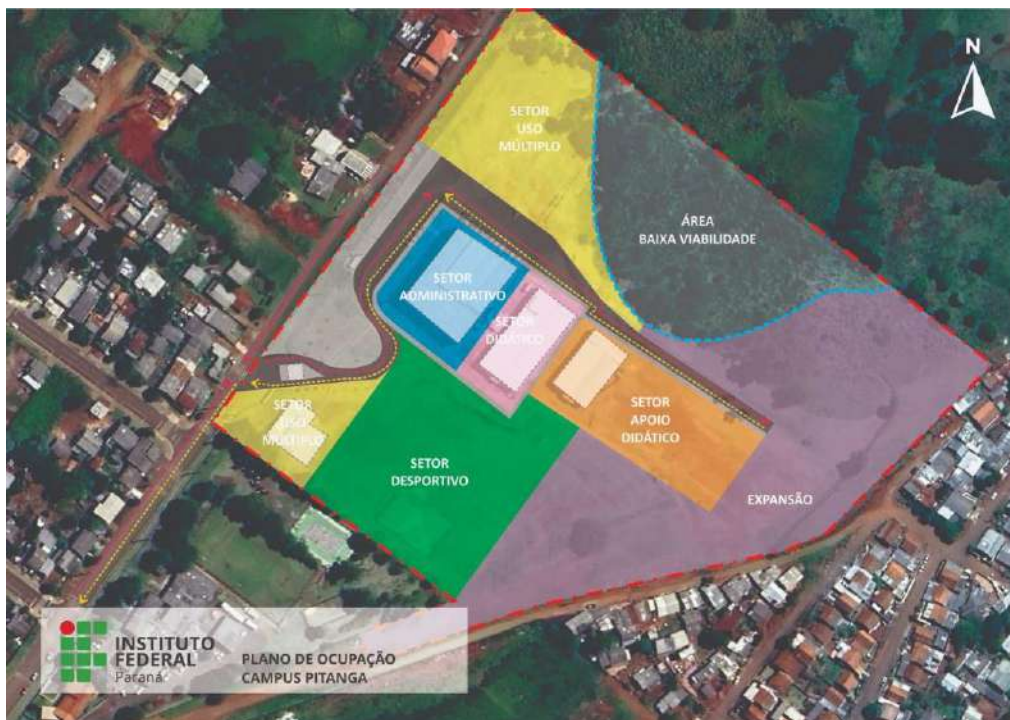 N
SETOR
USO
MÚLTIPLO
ÁREA
BAIXA VIABILIDADE
SETOR
ADMINISTRATIVO
SETOR
DIDÁTICO
SETOR
APOIO
DIDÁTICO
SETOR
USO
MÚLTIPLO
SETOR
DESPORTIVO
EXPANSÃO
INSTITUTO
FEDERAL
Paraná
PLANO DE OCUPAÇÃO
CAMPUS PITANGA